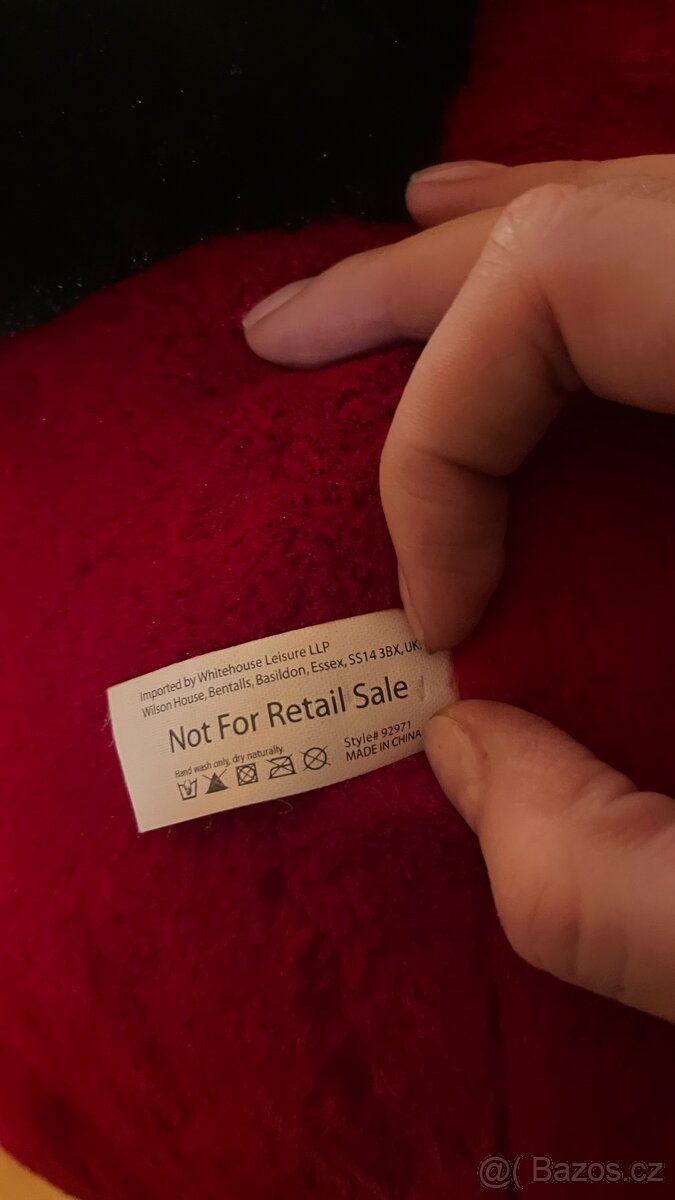 Imported by Whitehouse Leisure LLP
Wilson House, Bentalls, Basildon, Essex, SS14 3BX, UK.
Not For Retail Sale
Hand wash only, dry naturally.
Style# 92971
MADE IN CHINA
@( Bazos.cz